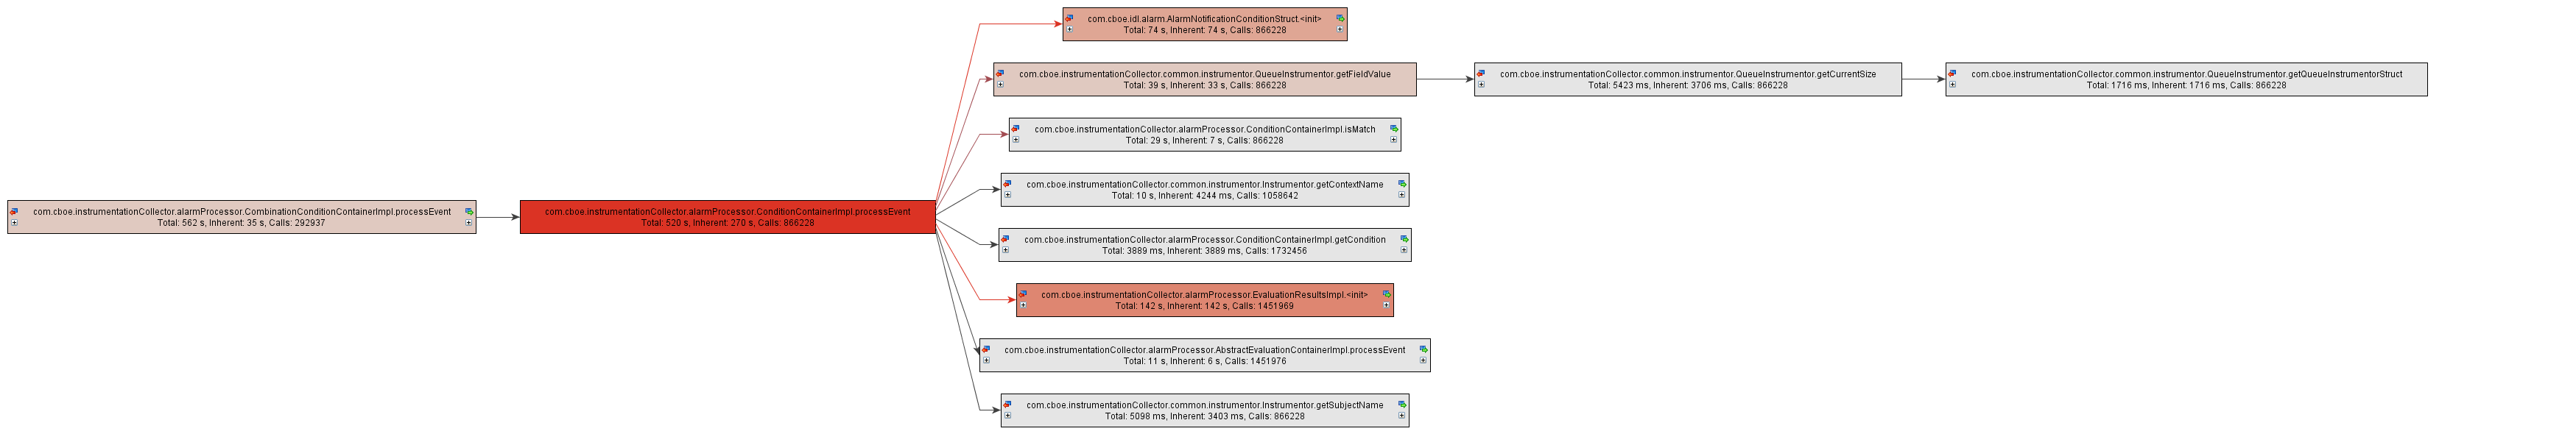 com.cboe.idl.alarm.AlarmNotificationConditionStruct.<init>
Total: 74 s, Inherent: 74 s, Calls: 866228
com.cboe.instrumentationCollector.common.instrumentor.QueueInstrumentor.getFieldValue
Total: 39 s, Inherent: 33 s, Calls: 866228
com.cboe.instrumentationCollector.common.instrumentor.QueueInstrumentor.getCurrentSize
Total: 5423 ms, Inherent: 3706 ms, Calls: 866228
com.cboe.instrumentationCollector.common.instrumentor.QueueInstrumentor.getQueueInstrumentorStruct
Total: 1716 ms, Inherent: 1716 ms, Calls: 866228
com.cboe.instrumentationCollector.alarmProcessor.ConditionContainerImpl.isMatch
Total: 29 s, Inherent: 7 s, Calls: 866228
com.cboe.instrumentationCollector.common.instrumentor.Instrumentor.getContextName
Total: 10 s, Inherent: 4244 ms, Calls: 1058642
com.cboe.instrumentationCollector.alarmProcessor.CombinationConditionContainerImpl.processEvent
Total: 562 s, Inherent: 35 s, Calls: 292937
com.cboe.instrumentationCollector.alarmProcessor.ConditionContainerImpl.processEvent
Total: 520 s, Inherent: 270 s, Calls: 866228
com.cboe.instrumentationCollector.alarmProcessor.ConditionContainerImpl.getCondition
Total: 3889 ms, Inherent: 3889 ms, Calls: 1732456
com.cboe.instrumentationCollector.alarmProcessor.EvaluationResultsImpl.<init>
Total: 142 s, Inherent: 142 s, Calls: 1451969
com.cboe.instrumentationCollector.alarmProcessor.AbstractEvaluationContainerImpl.processEvent
Total: 11 s, Inherent: 6 s, Calls: 1451976
com.cboe.instrumentationCollector.common.instrumentor.Instrumentor.getSubjectName
Total: 5098 ms, Inherent: 3403 ms, Calls: 866228